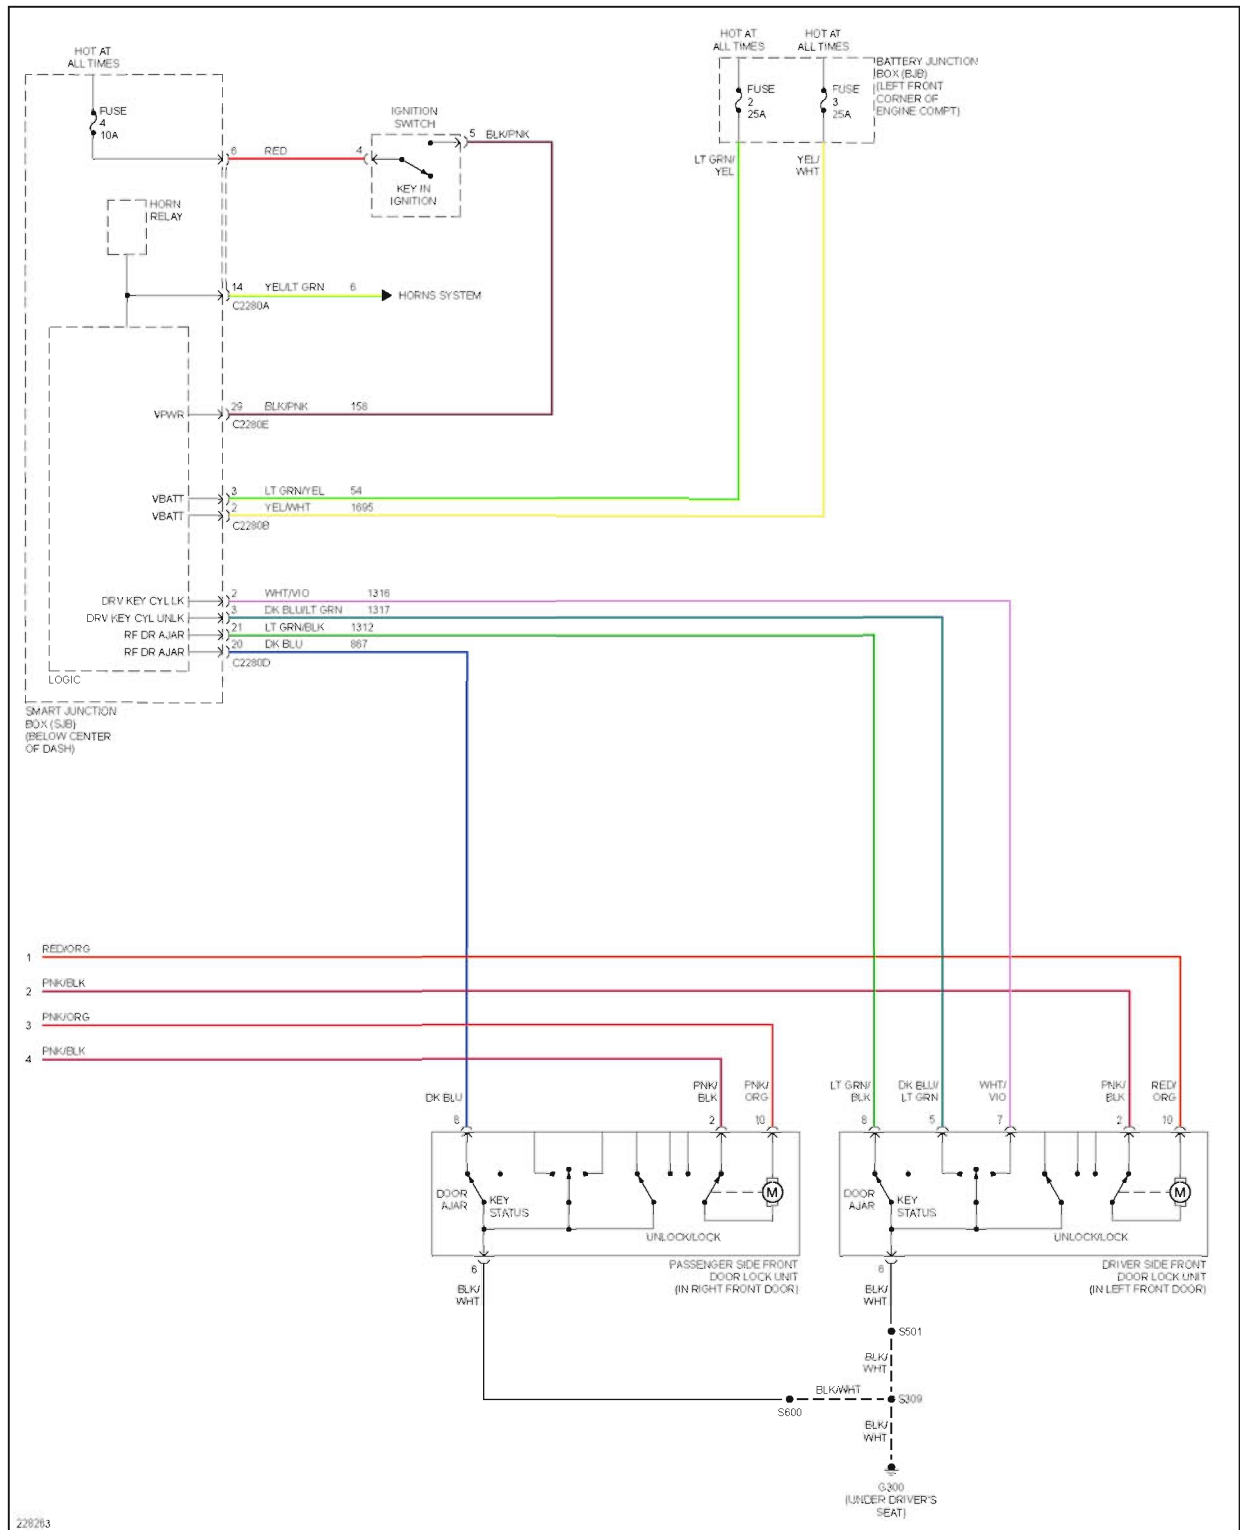 HOT AT
ALL TIMES
FUSE
4
10A
HORN
RELAY
6 RED 4
IGNITION
SWITCH
KEY IN
IGNITION
5 BLK/PNK
14 YEL/LT GRN 6
HORNS SYSTEM
C2280A
VPWR
29 BLK/PNK 158
C2280E
VBATT
3 LT GRN/YEL 54
VBATT
2 YEL/WHT 1695
C2280B
DRV KEY CYL LK
2 WHT/VIO 1316
DRV KEY CYL UNLK
3 DK BLU/LT GRN 1317
RF DR AJAR
21 LT GRN/BLK 1312
RF DR AJAR
20 DK BLU 867
C2280D
LOGIC
SMART JUNCTION
BOX (SJB)
(BELOW CENTER
OF DASH)
HOT AT
ALL TIMES
HOT AT
ALL TIMES
FUSE
2
25A
FUSE
3
25A
BATTERY JUNCTION
BOX (BJB)
(LEFT FRONT
CORNER OF
ENGINE COMPT)
LT GRN/
YEL
YEL/
WHT
1 RED/ORG
2 PNK/BLK
3 PNK/ORG
4 PNK/BLK
DK BLU
8
PNK/
BLK
2
PNK/
ORG
10
LT GRN/
BLK
8
DK BLU/
LT GRN
5
WHT/
VIO
7
PNK/
BLK
2
RED/
ORG
10
DOOR
AJAR
KEY
STATUS
UNLOCK/LOCK
M
DOOR
AJAR
KEY
STATUS
UNLOCK/LOCK
M
6
BLK/
WHT
PASSENGER SIDE FRONT
DOOR LOCK UNIT
(IN RIGHT FRONT DOOR)
6
BLK/
WHT
DRIVER SIDE FRONT
DOOR LOCK UNIT
(IN LEFT FRONT DOOR)
S501
BLK/
WHT
BLK/WHT
S600
S309
BLK/
WHT
G300
(UNDER DRIVER'S
SEAT)
228263